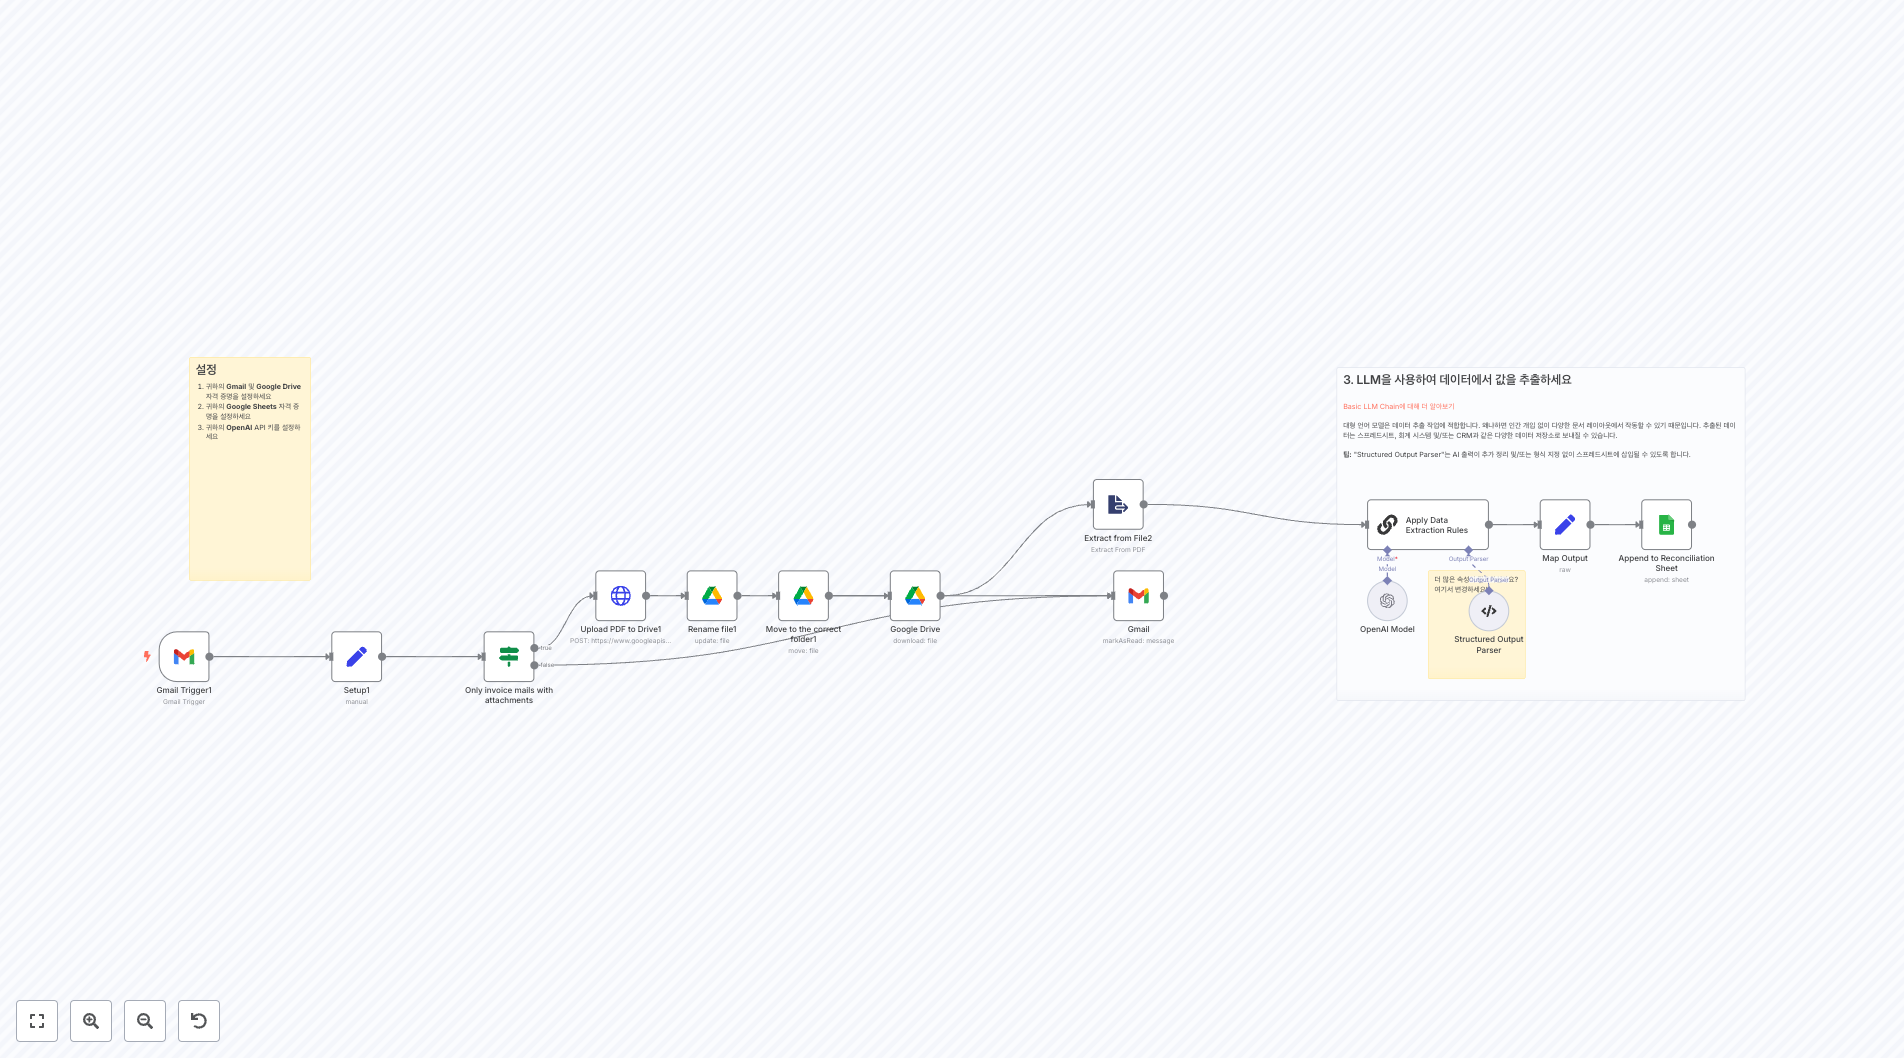 설정
1. 귀하의 Gmail 및 Google Drive
자격 증명을 설정하세요
2. 귀하의 Google Sheets 자격 증
명을 설정하세요
3. 귀하의 OpenAI API 키를 설정하
세요
Gmail Trigger1
Gmail Trigger
Setup1
manual
Only invoice mails with
attachments
true
false
Upload PDF to Drive1
POST: https://www.googleapis...
Rename file1
update: file
Move to the correct
folder1
move: file
Google Drive
download: file
Extract from File2
Extract From PDF
Gmail
markAsRead: message
3. LLM을 사용하여 데이터에서 값을 추출하세요
Basic LLM Chain에 대해 더 알아보기
대형 언어 모델은 데이터 추출 작업에 적합합니다. 왜냐하면 인간 개입 없이 다양한 문서 레이아웃에서 작동할 수 있기 때문입니다. 추출된 데이
터는 스프레드시트, 회계 시스템 및/또는 CRM과 같은 다양한 데이터 저장소로 보내질 수 있습니다.
팁: "Structured Output Parser"는 AI 출력이 추가 정리 및/또는 형식 지정 없이 스프레드시트에 삽입될 수 있도록 합니다.
Apply Data
Extraction Rules
Model*
Model
Output Parser
Output Parser
더 많은 속성
여기서 변경하세요
OpenAI Model
Structured Output
Parser
Map Output
raw
Append to Reconciliation
Sheet
append: sheet